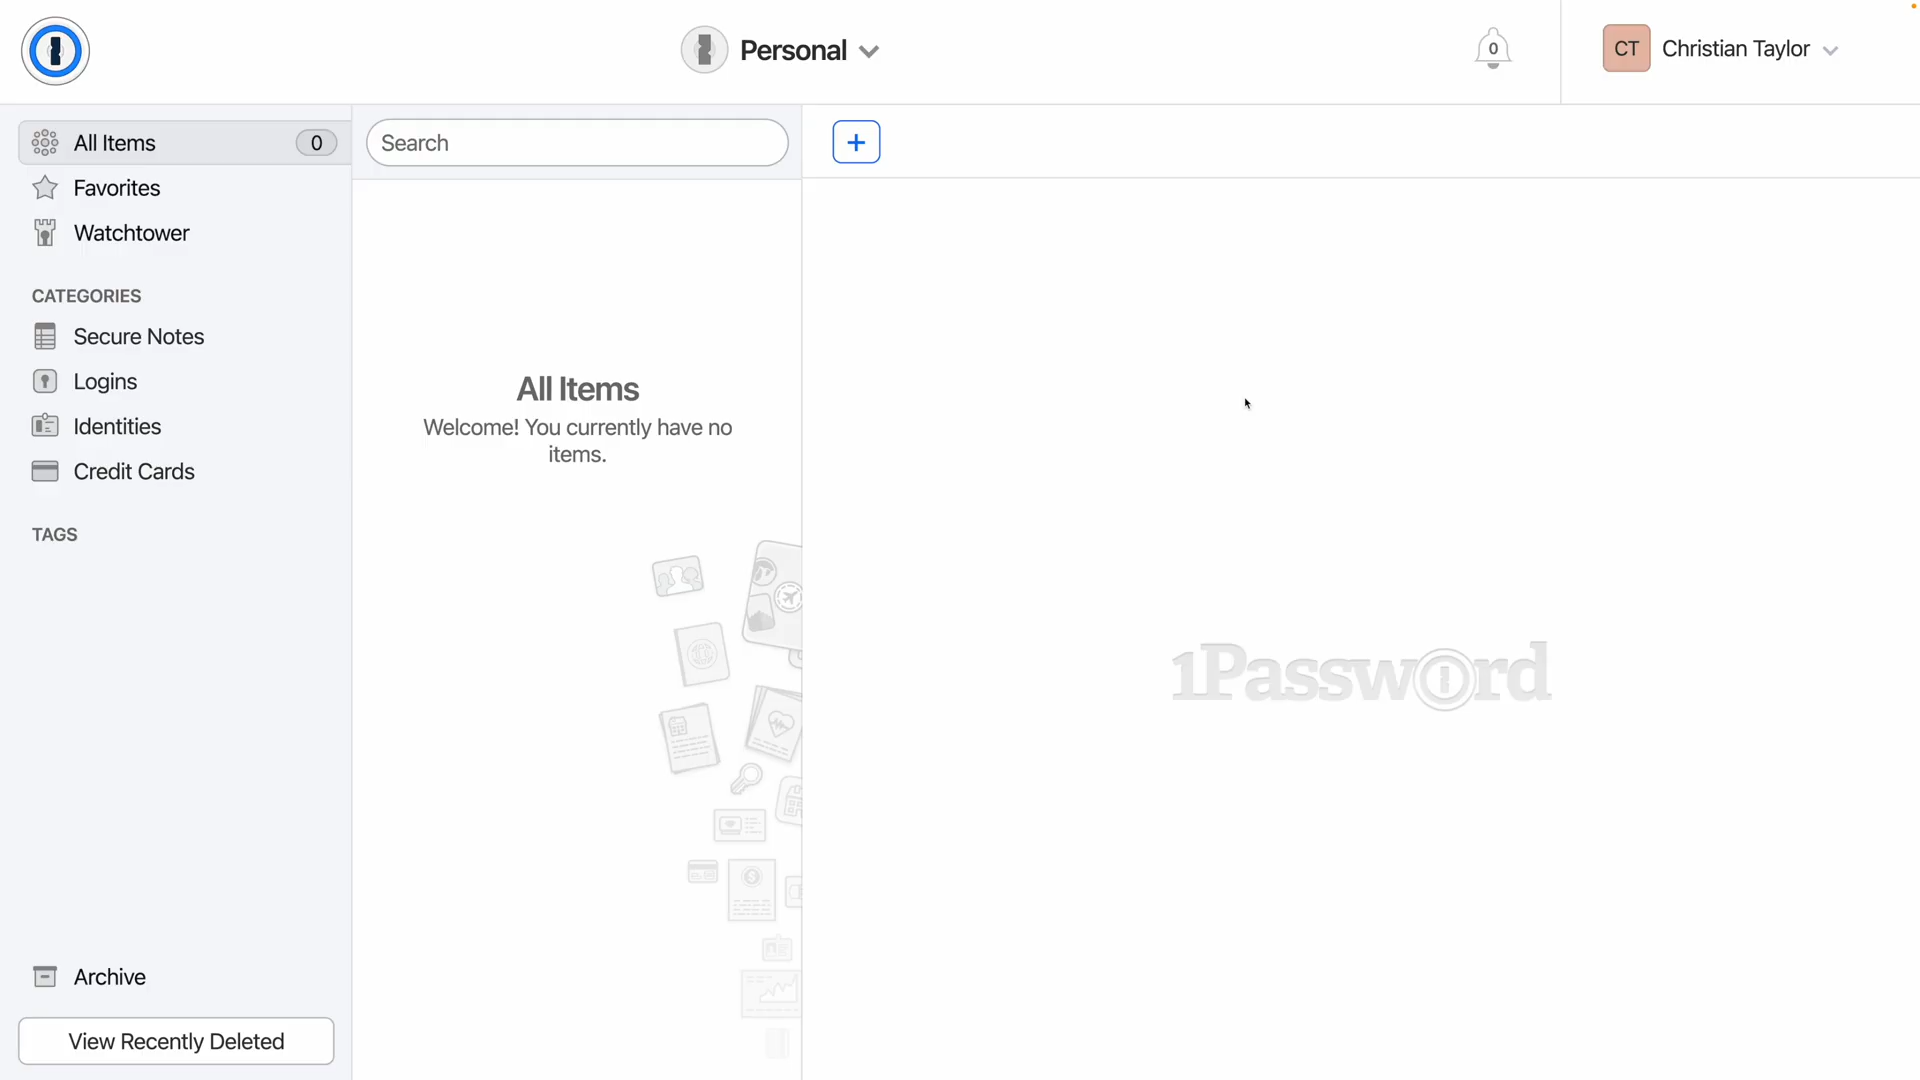 Personal
0
CT
Christian Taylor
All Items
0
Favorites
Watchtower
CATEGORIES
Secure Notes
Logins
Identities
Credit Cards
TAGS
Archive
View Recently Deleted
Search
All Items
Welcome! You currently have no
items.
+
1Password